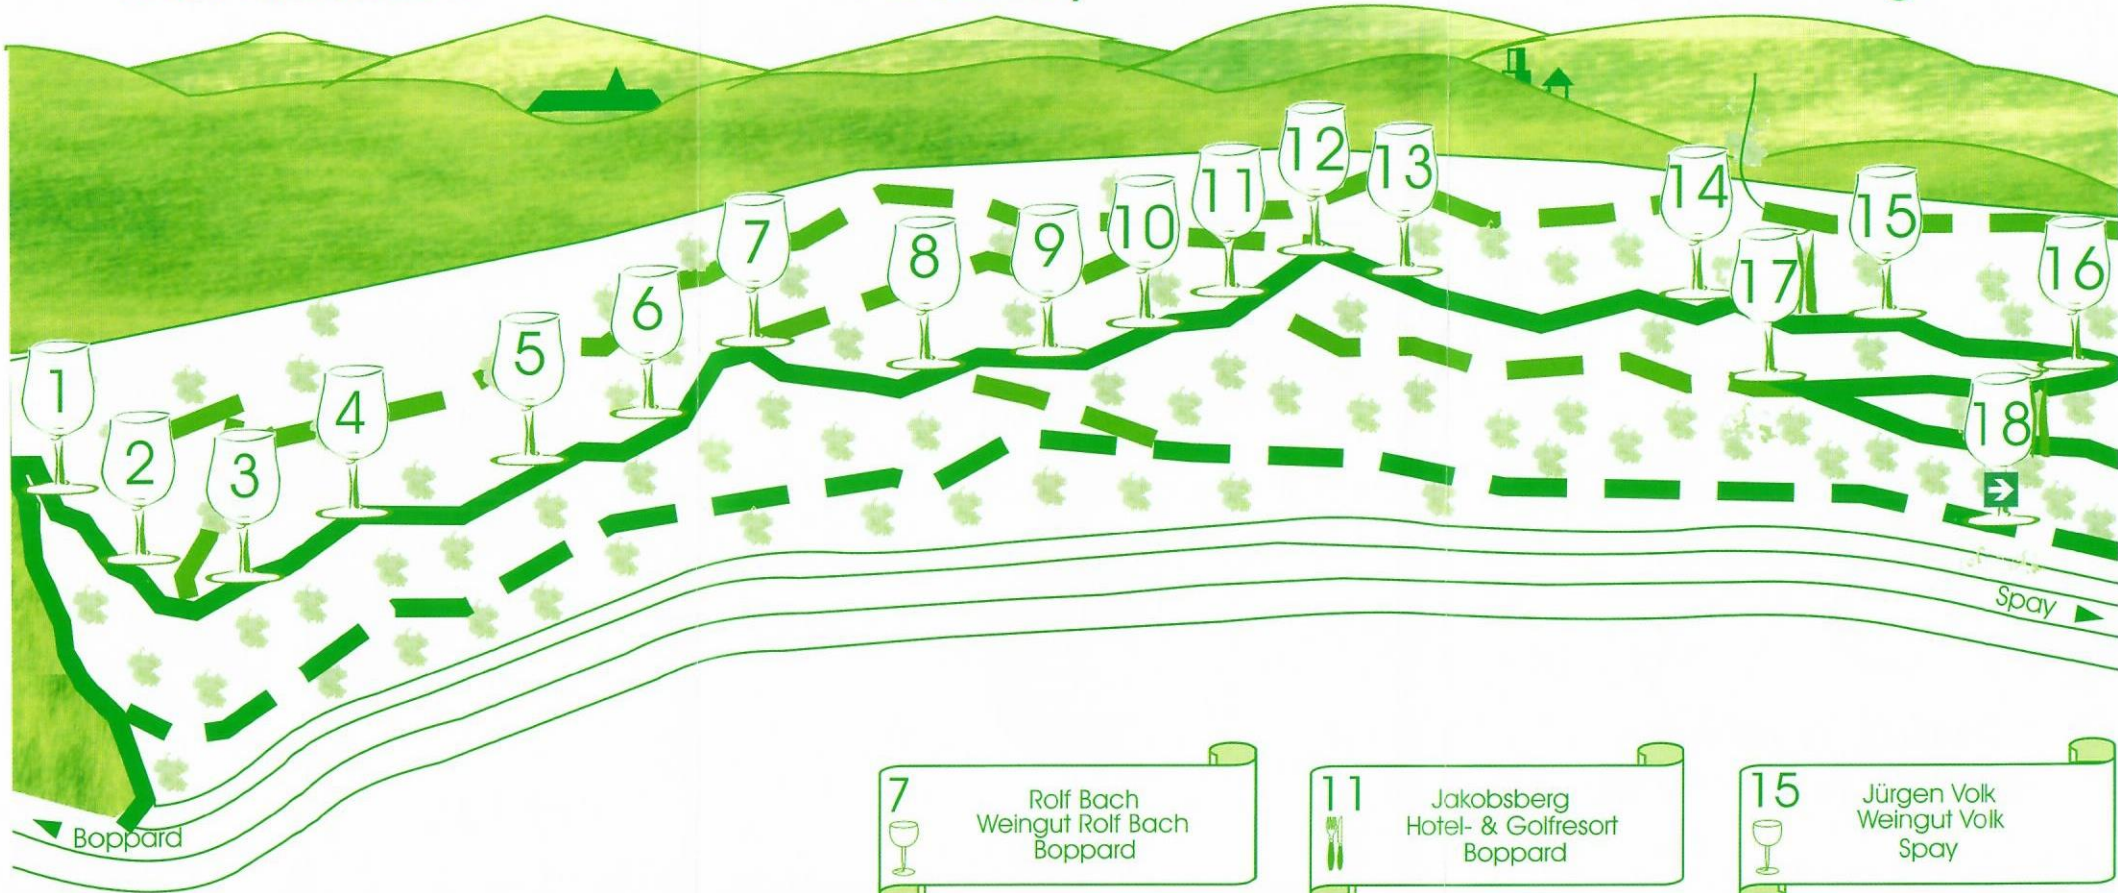 1
2
3
4
5
6
7
8
9
10
11
12
13
14
15
16
17
18
Spay
Boppard
7
Rolf Bach
Weingut Rolf Bach
Boppard
11
Jakobsberg
Hotel- & Golfresort
Boppard
15
Jürgen Volk
Weingut Volk
Spay